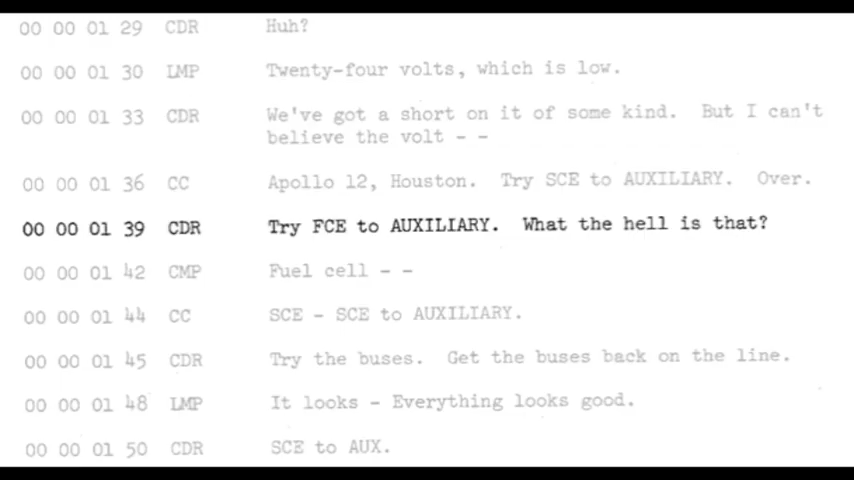 00 00 01 29 CDR Huh?
00 00 01 30 LMP Twenty-four volts, which is low.
00 00 01 33 CDR We've got a short on it of some kind. But I can't
believe the volt - -
00 00 01 36 CC Apollo 12, Houston. Try SCE to AUXILIARY. Over.
00 00 01 39 CDR Try FCE to AUXILIARY. What the hell is that?
00 00 01 42 CMP Fuel cell - -
00 00 01 44 CC SCE - SCE to AUXILIARY.
00 00 01 45 CDR Try the buses. Get the buses back on the line.
00 00 01 48 LMP It looks - Everything looks good.
00 00 01 50 CDR SCE to AUX.